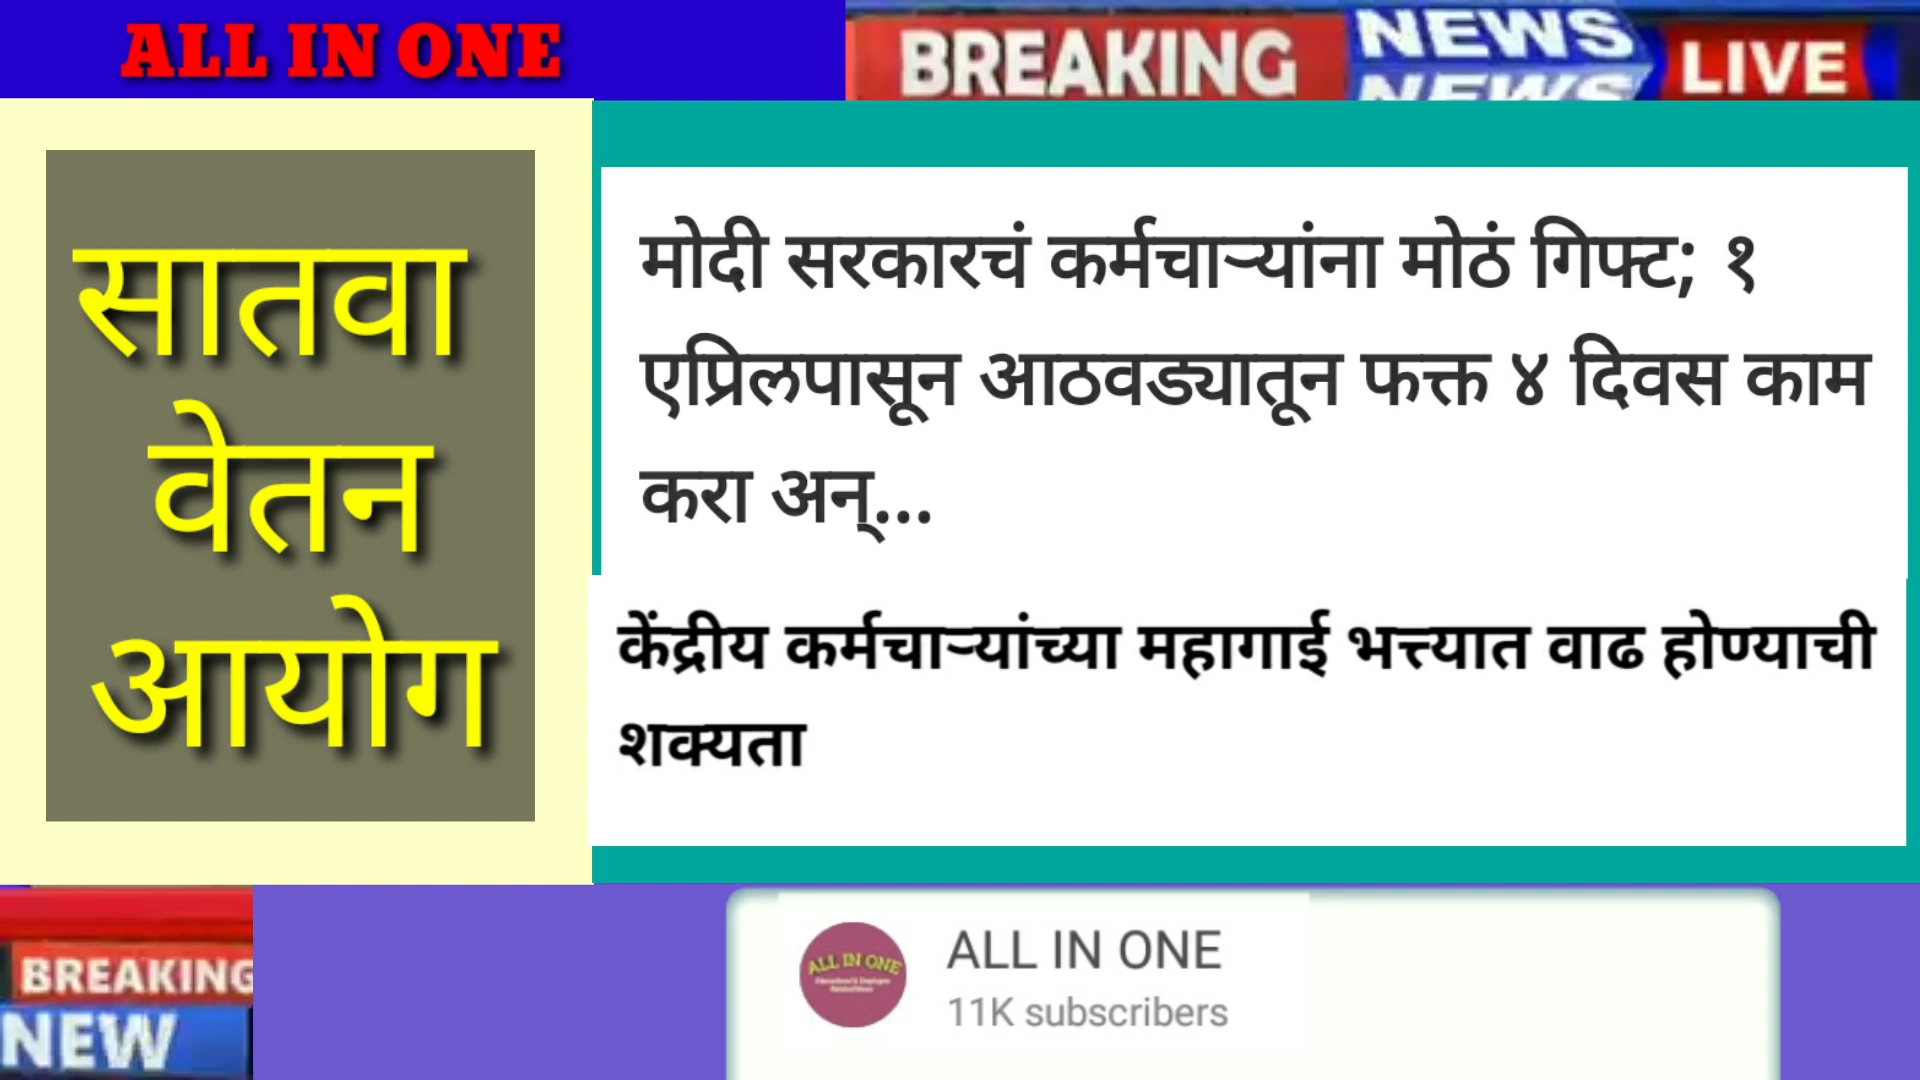 ALL IN ONE
BREAKING
NEWS
NEWS
LIVE
सातवा
वेतन
आयोग
मोदी सरकारचं कर्मचाऱ्यांना मोठं गिफ्ट; १
एप्रिलपासून आठवड्यातून फक्त ४ दिवस काम
करा अन्...
केंद्रीय कर्मचाऱ्यांच्या महागाई भत्त्यात वाढ होण्याची
शक्यता
BREAKING
NEW
ALL IN ONE
ALL IN ONE
11K subscribers